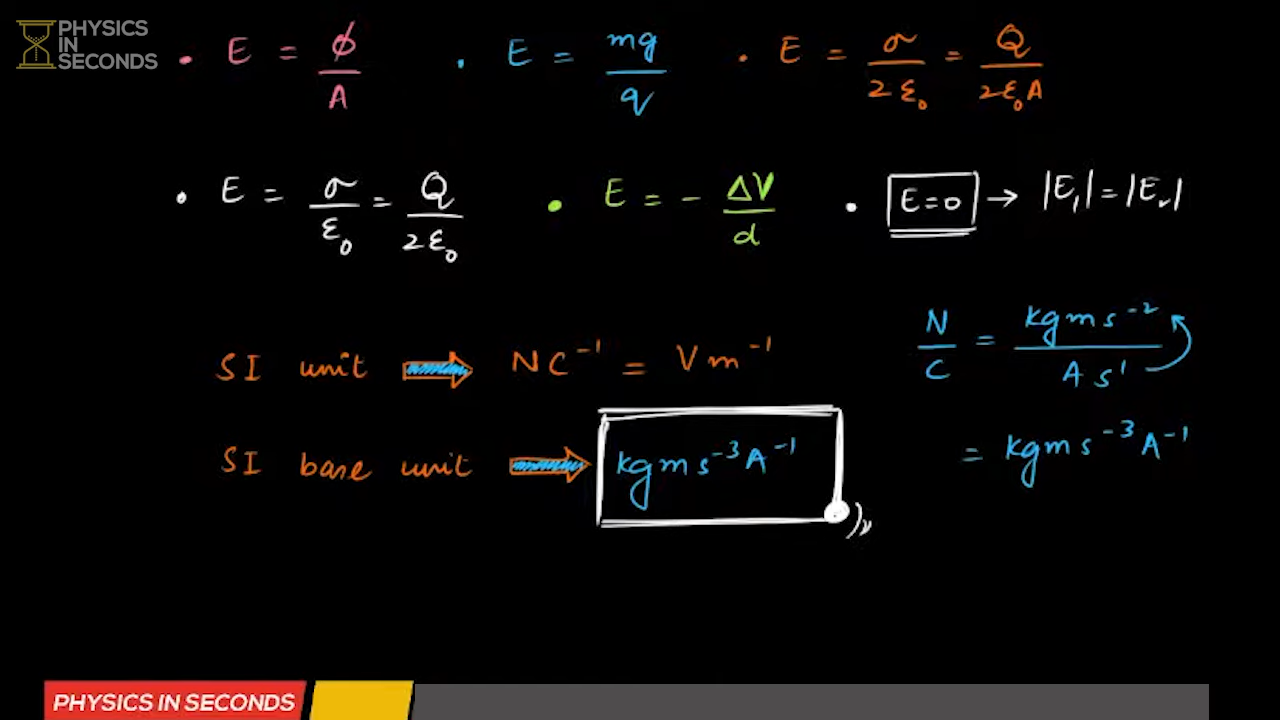 PHYSICS
IN
SECONDS
• E = ϕ/A • E = mg/q • E = σ/2ε₀ = Q/2ε₀A
• E = σ/ε₀ = Q/2ε₀ • E = - ΔV/d • E=0 → |E₁| = |E₂|
SI unit ⇒ NC⁻¹ = Vm⁻¹
N/C = kgms⁻²/As¹
SI base unit ⇒ kgms⁻³A⁻¹
= kgms⁻³A⁻¹
PHYSICS IN SECONDS